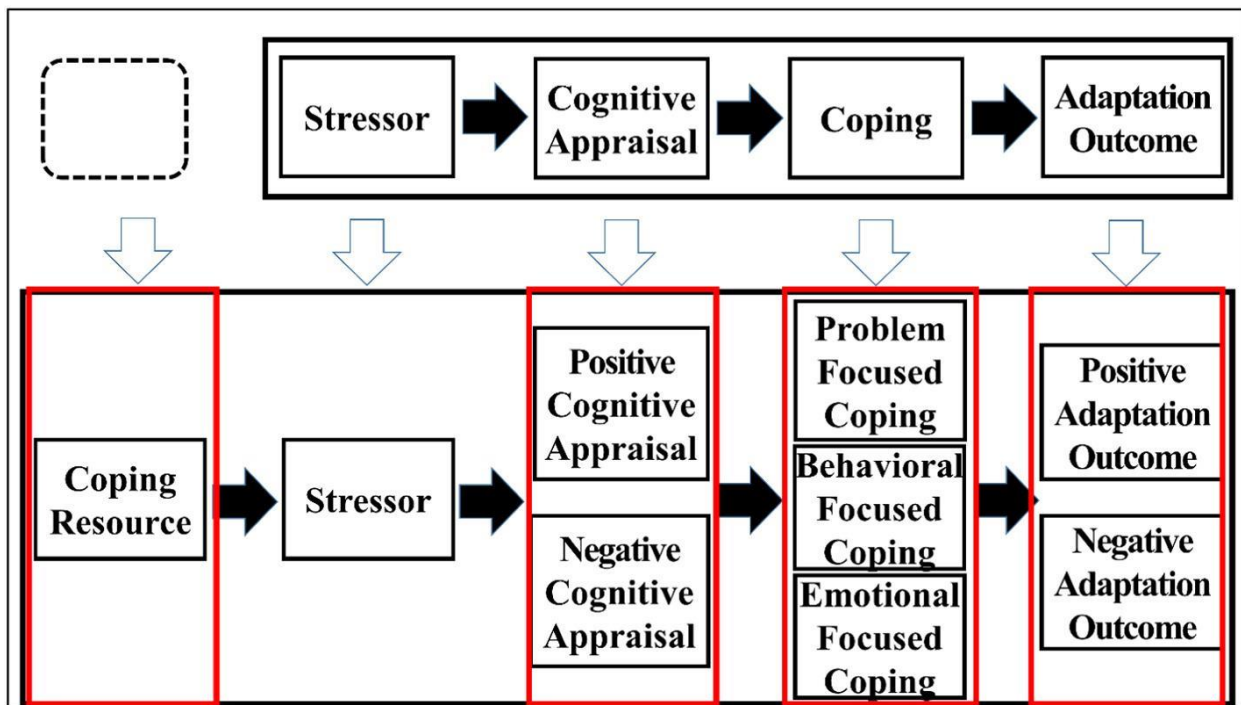 Stressor
Cognitive
Appraisal
Coping
Adaptation
Outcome
Coping
Resource
Stressor
Positive
Cognitive
Appraisal
Negative
Cognitive
Appraisal
Problem
Focused
Coping
Behavioral
Focused
Coping
Emotional
Focused
Coping
Positive
Adaptation
Outcome
Negative
Adaptation
Outcome